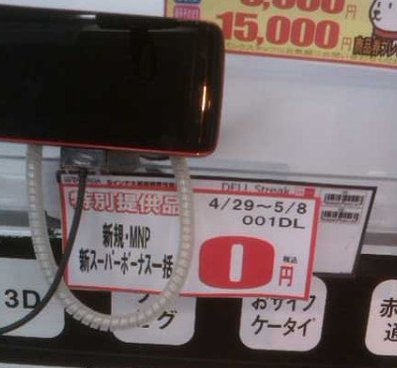 15,000円
DELL Streak
特別提供品
4/29～5/8
001DL
新規・MNP
新スーパーボーナス一括
0円
税込
3D
グ
おサイフ
ケータイ
赤
通